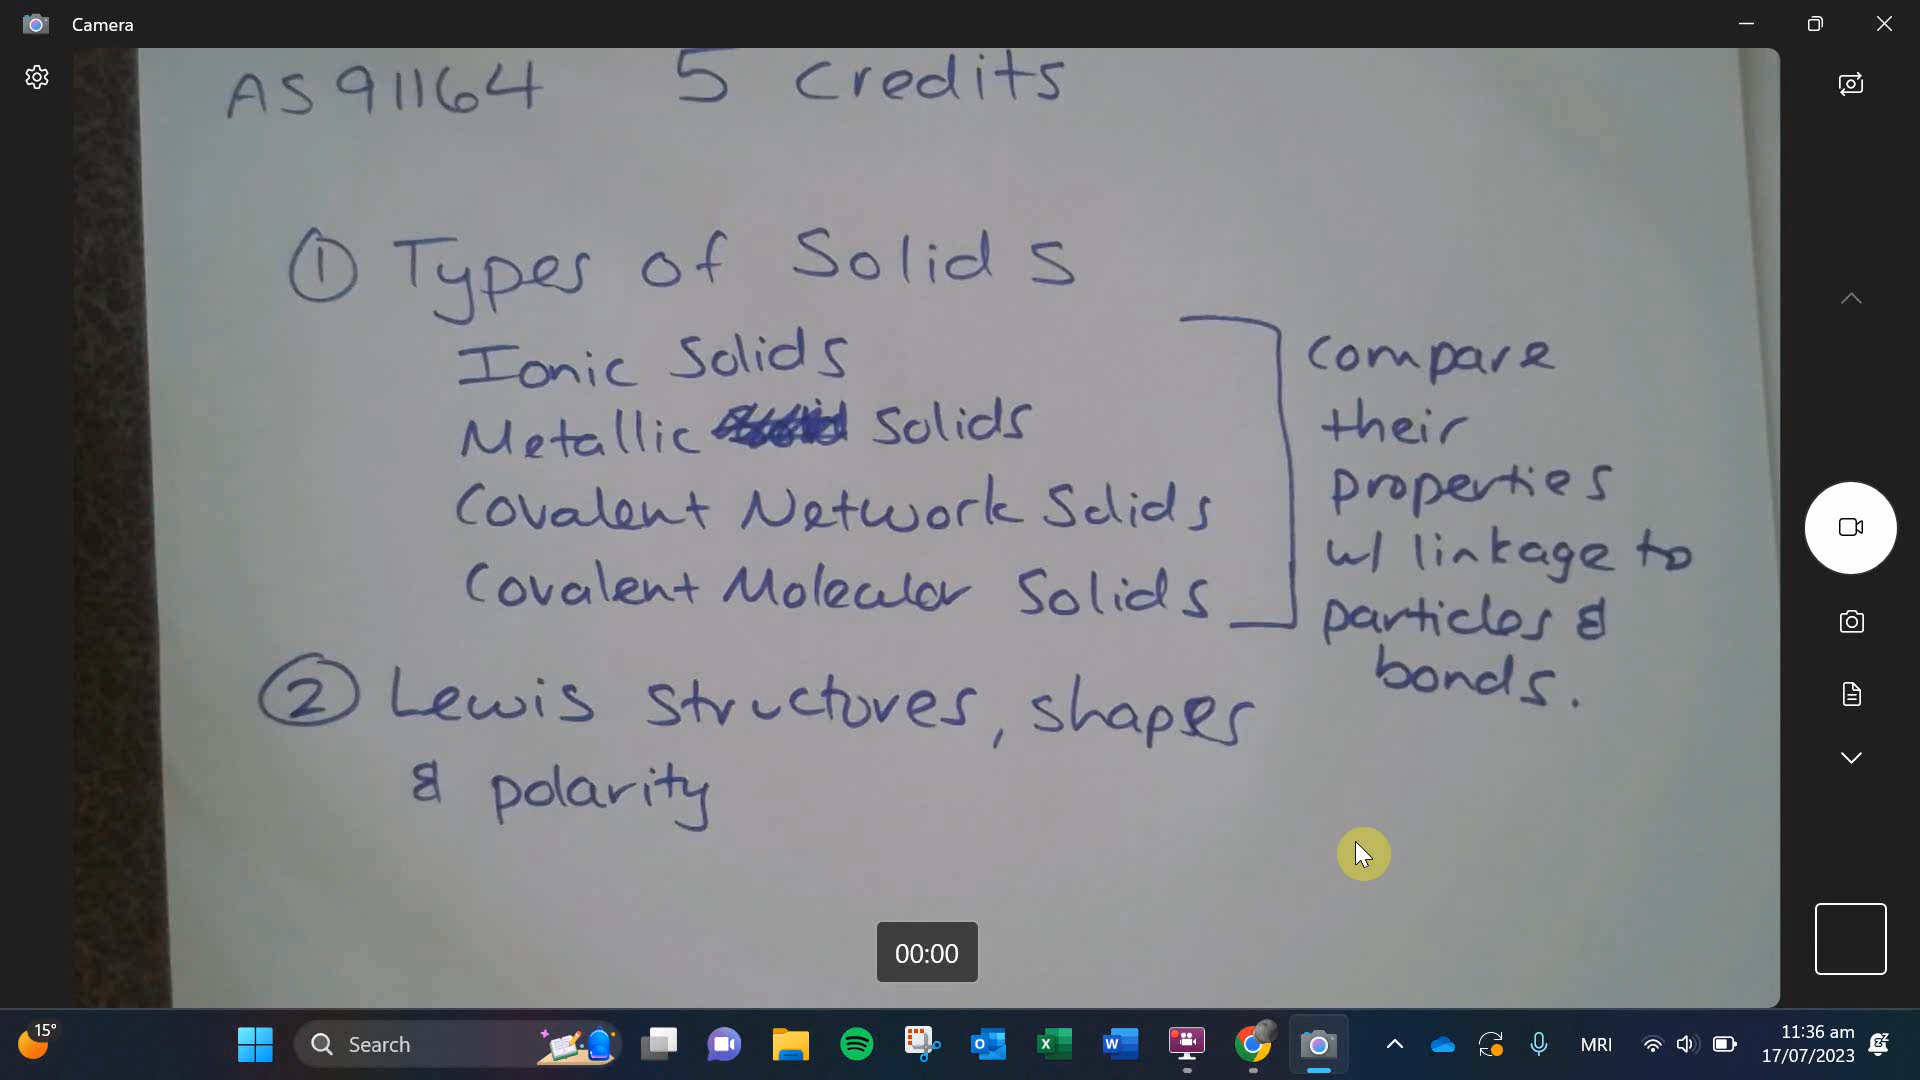 Camera
AS 91164 5 Credits
① Types of Solids
Ionic Solids
Metallic Solids
Covalent Network Solids
Covalent Molecular Solids
compare
their
properties
w/ linkage to
particles &
bonds.
② Lewis structures, shapes
& polarity
00:00
15°
Search
MRI
11:36 am
17/07/2023